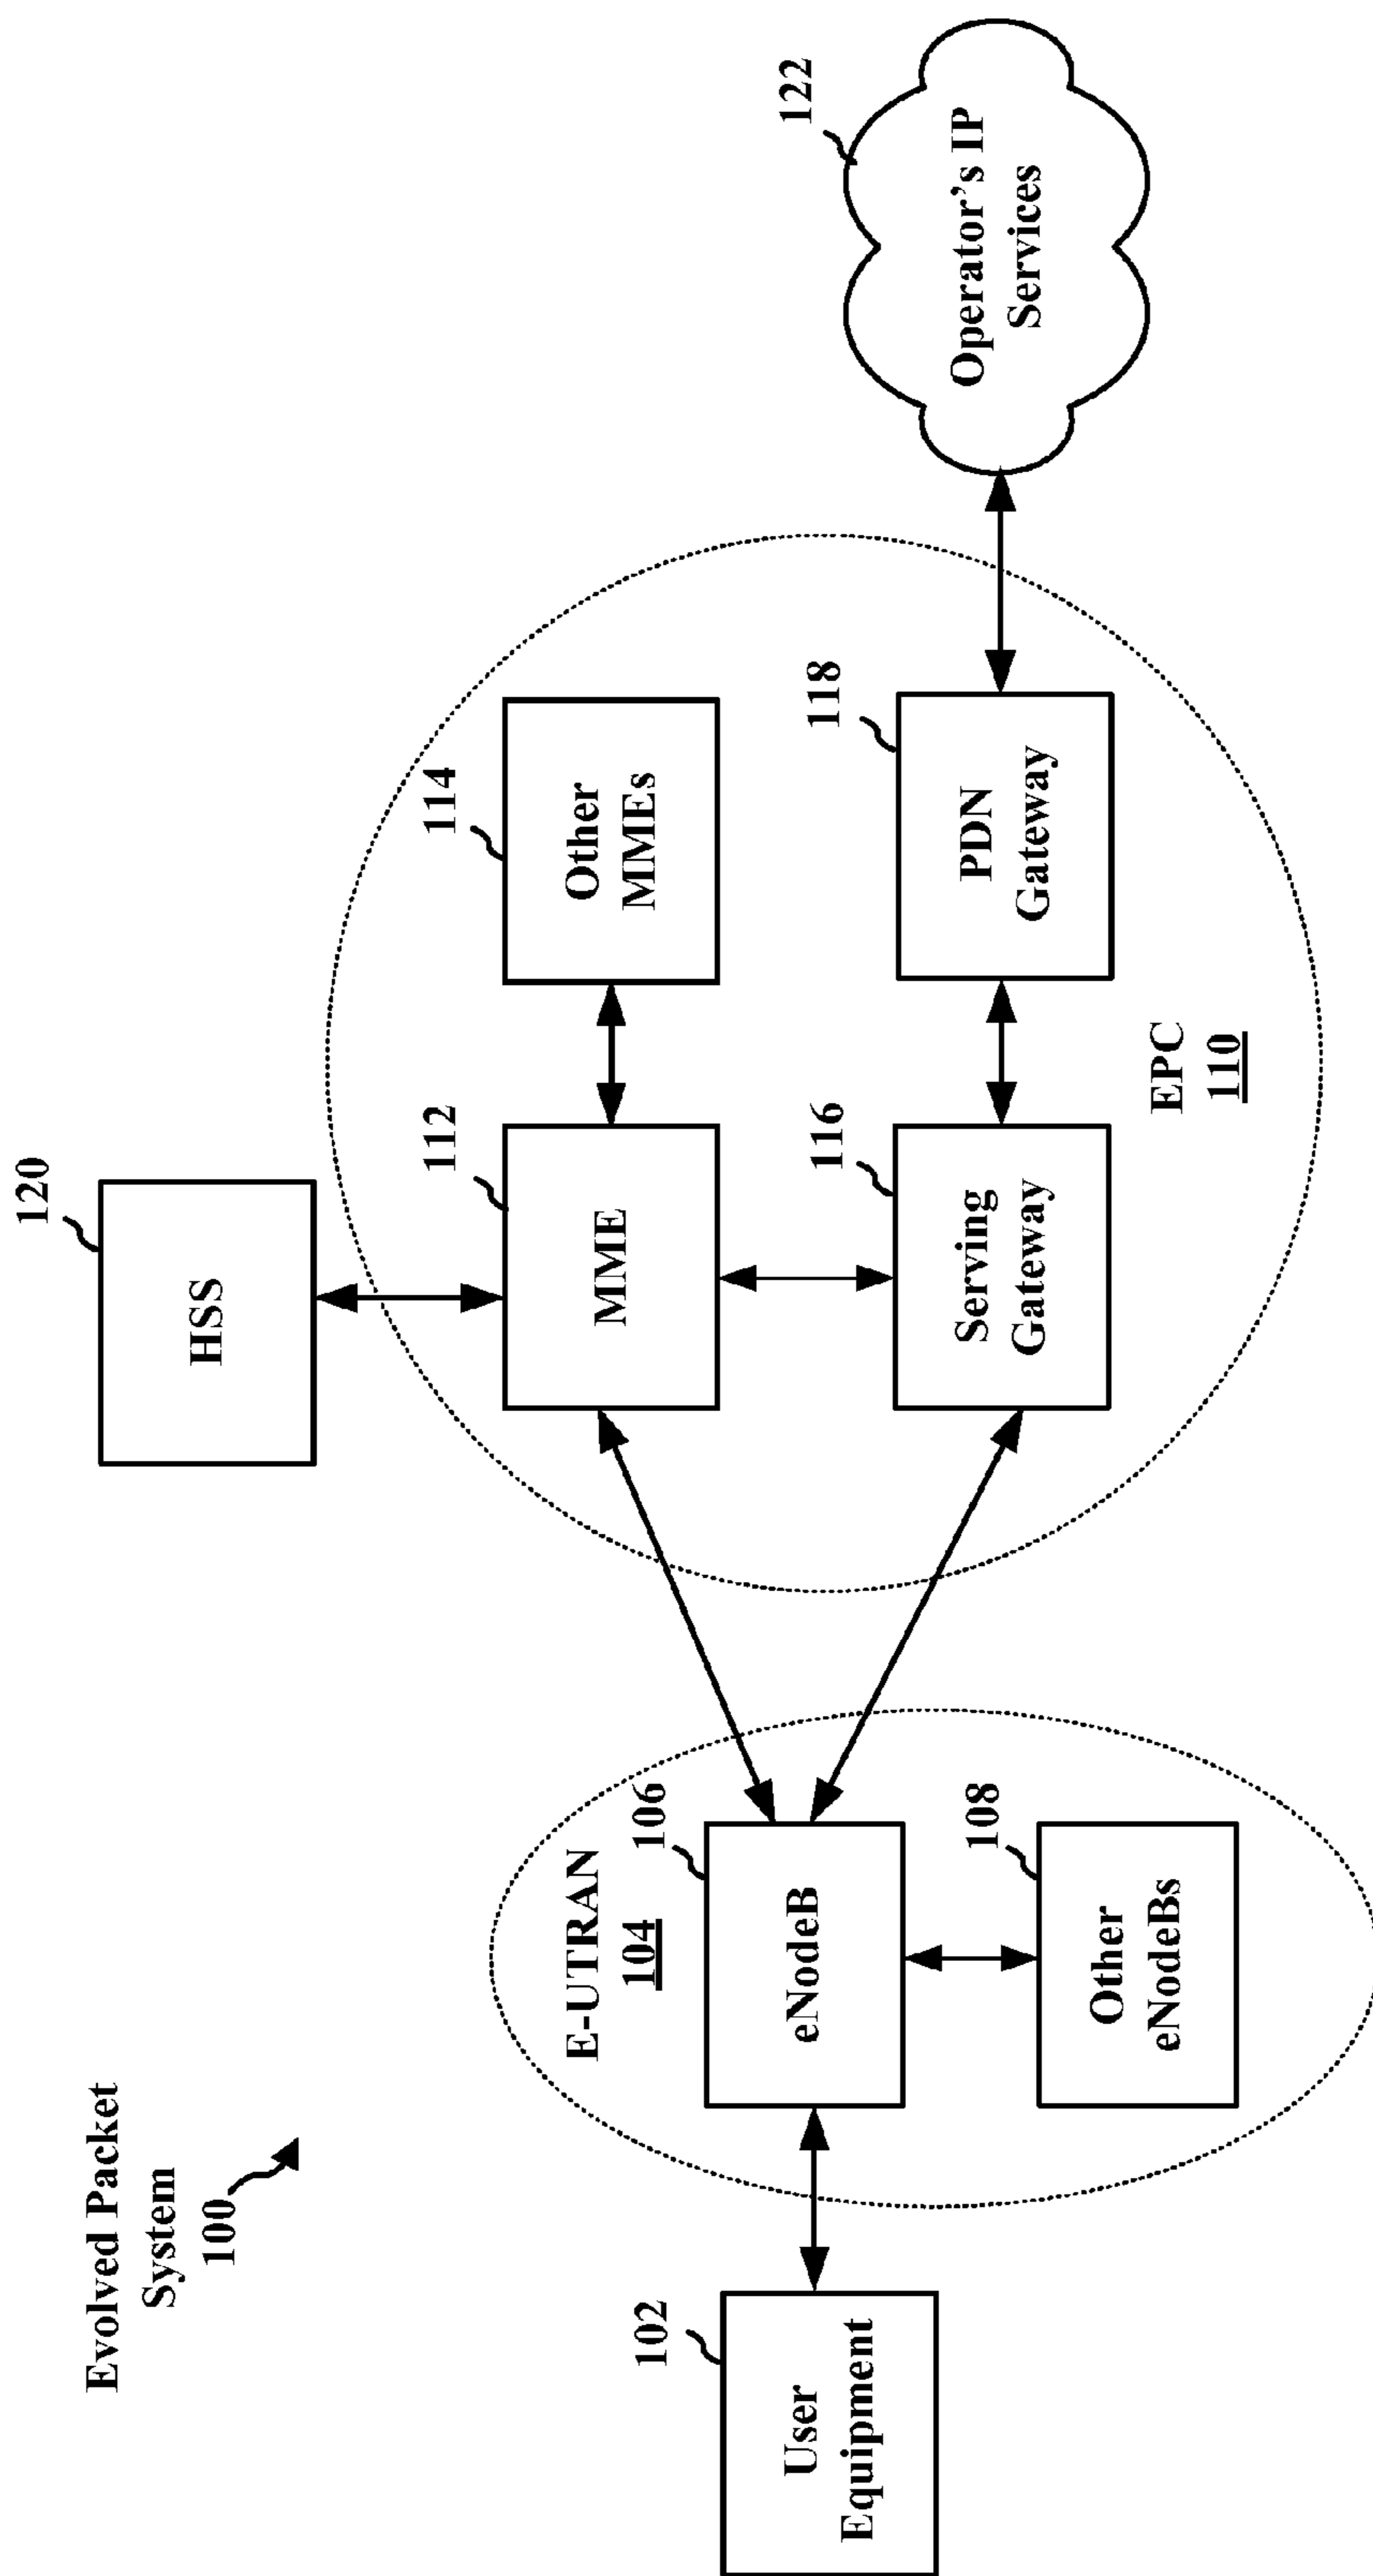 Evolved Packet
System
100
120
HSS
E-UTRAN
104
102
User
Equipment
106
eNodeB
108
Other
eNodeBs
112
MME
114
Other
MMEs
116
Serving
Gateway
118
PDN
Gateway
EPC
110
122
Operator's IP
Services